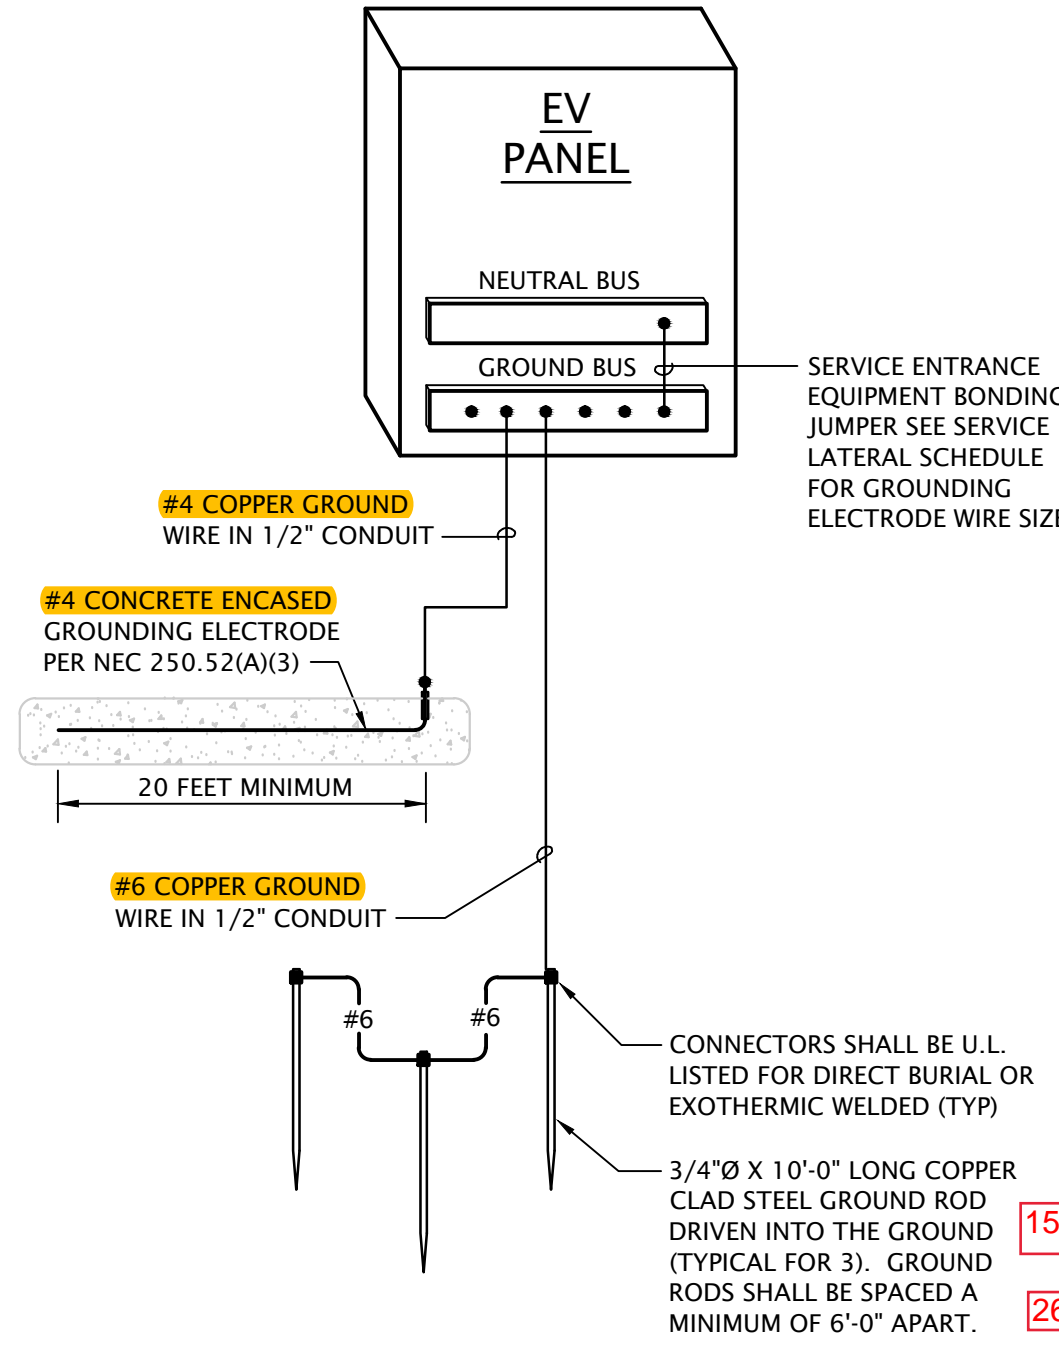 EV
PANEL
NEUTRAL BUS
GROUND BUS
SERVICE ENTRANCE
EQUIPMENT BONDING
JUMPER SEE SERVICE
LATERAL SCHEDULE
FOR GROUNDING
ELECTRODE WIRE SIZE
#4 COPPER GROUND
WIRE IN 1/2" CONDUIT
#4 CONCRETE ENCASED
GROUNDING ELECTRODE
PER NEC 250.52(A)(3)
20 FEET MINIMUM
#6 COPPER GROUND
WIRE IN 1/2" CONDUIT
#6
#6
CONNECTORS SHALL BE U.L.
LISTED FOR DIRECT BURIAL OR
EXOTHERMIC WELDED (TYP)
3/4"Ø X 10'-0" LONG COPPER
CLAD STEEL GROUND ROD
DRIVEN INTO THE GROUND
(TYPICAL FOR 3). GROUND
RODS SHALL BE SPACED A
MINIMUM OF 6'-0" APART.